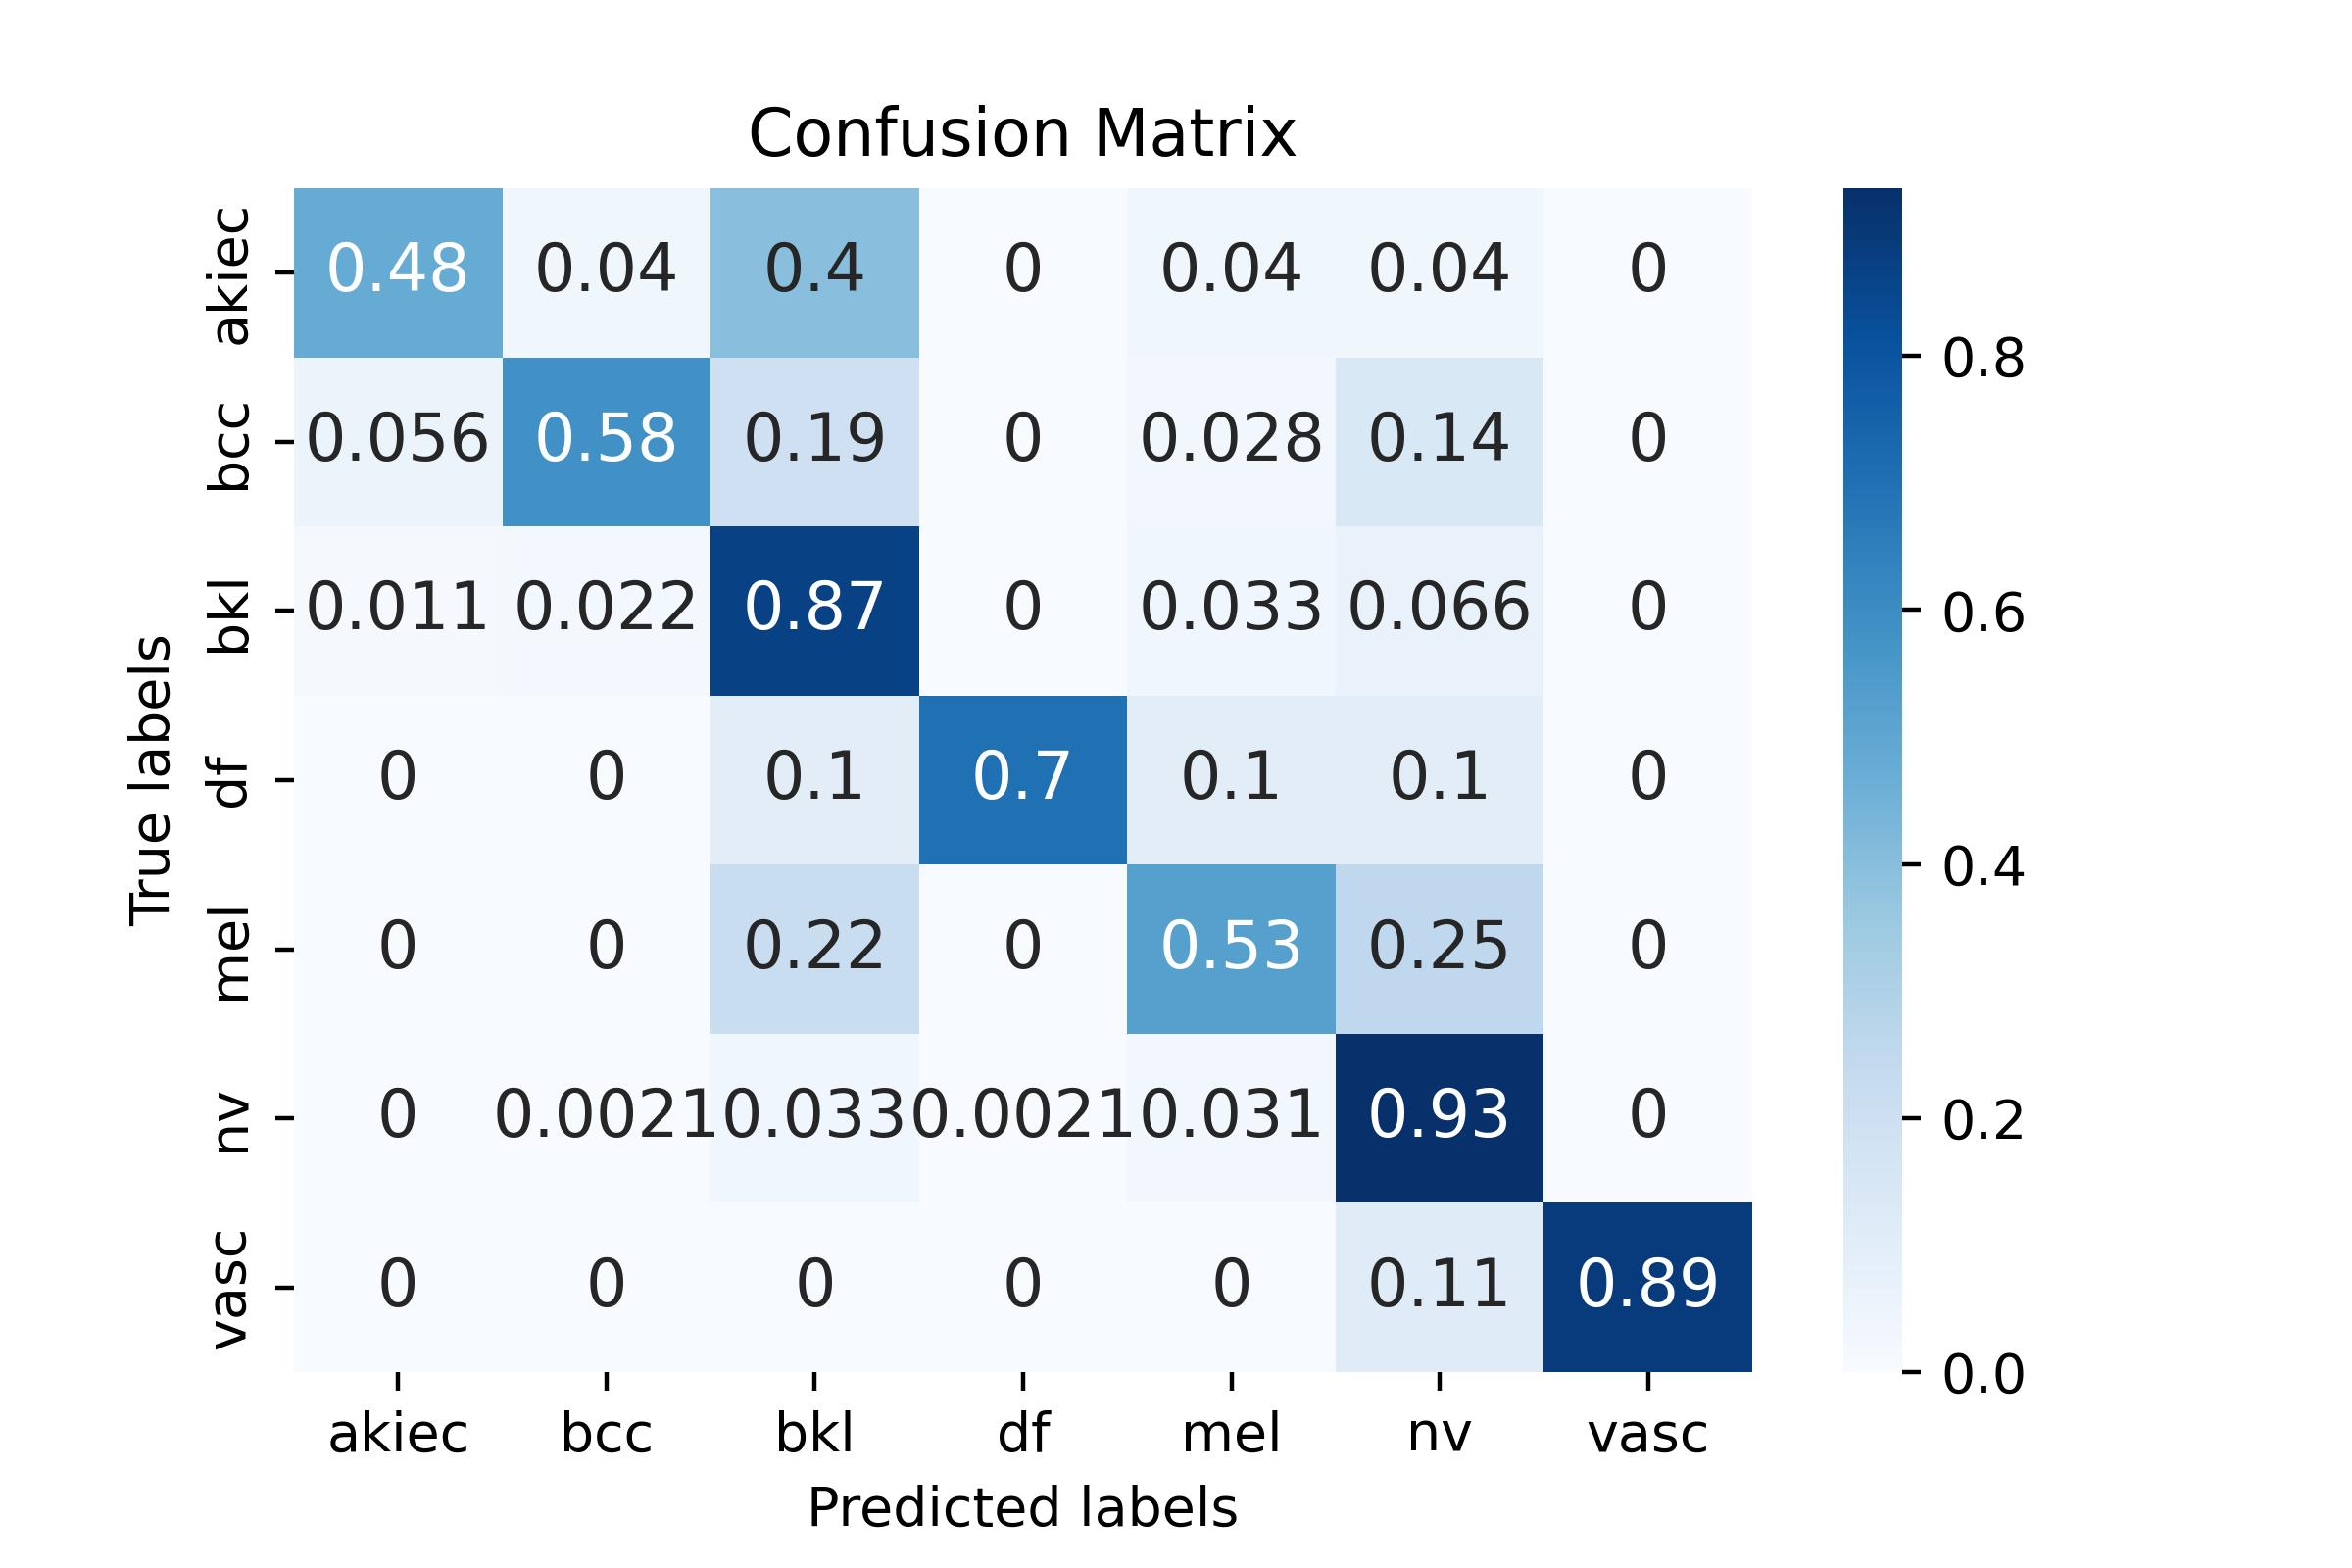 Confusion Matrix
True labels
akiec 0.48 0.04 0.4 0 0.04 0.04 0
bcc 0.056 0.58 0.19 0 0.028 0.14 0
bkl 0.011 0.022 0.87 0 0.033 0.066 0
df 0 0 0.1 0.7 0.1 0.1 0
mel 0 0 0.22 0 0.53 0.25 0
nv 0 0.0021 0.033 0.0021 0.031 0.93 0
vasc 0 0 0 0 0 0.11 0.89
akiec bcc bkl df mel nv vasc
Predicted labels
0.8
0.6
0.4
0.2
0.0